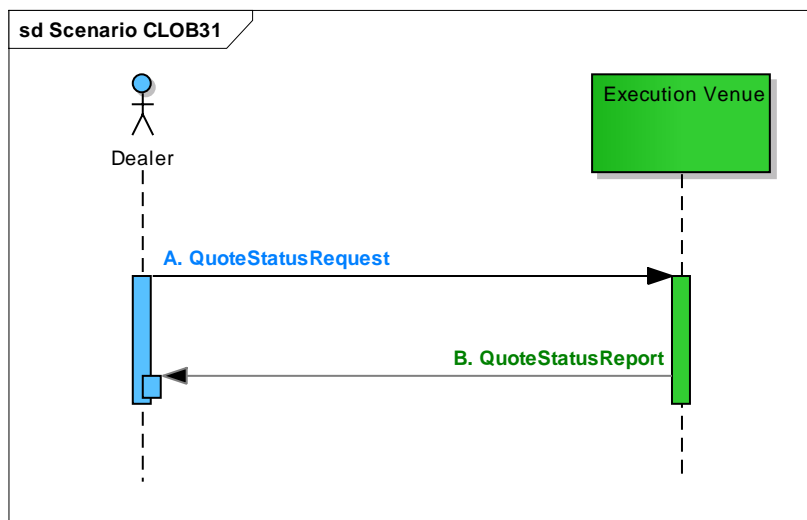 sd Scenario CLOB31
Execution Venue
Dealer
A. QuoteStatusRequest
B. QuoteStatusReport